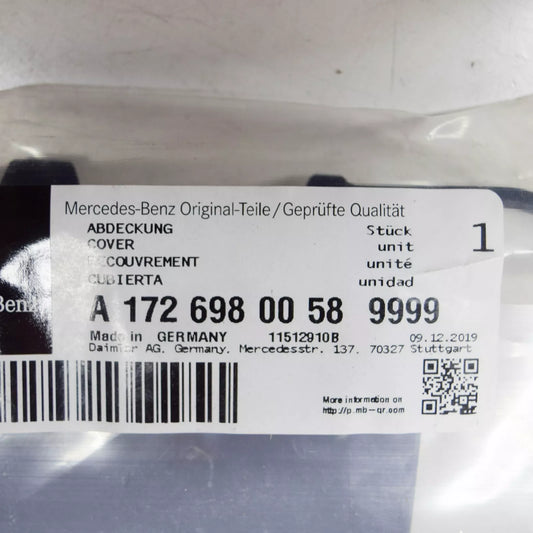 Mercedes-Benz Original-Teile/Geprüfte Qualität
ABDECKUNG Stück 1
COVER unit
RECOUVREMENT unité
CUBIERTA unidad
Benz
A 172 698 00 58 9999
Made in GERMANY 11512910B 09.12.2019
Daimler AG, Germany, Mercedesstr. 137, 70327 Stuttgart
More information on
http://p.mb-qr.com